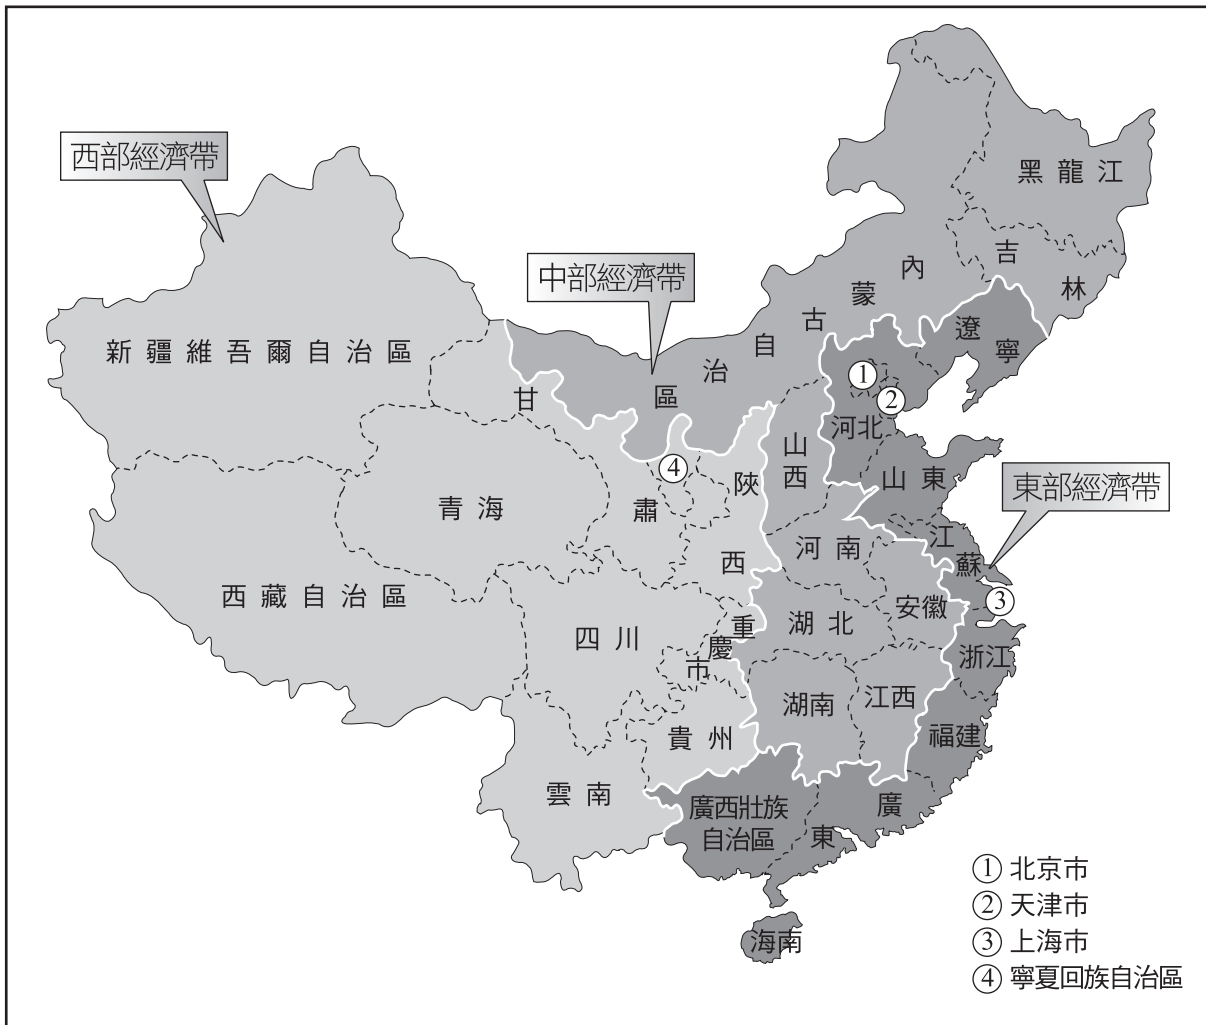 西部經濟帶
中部經濟帶
東部經濟帶
黑龍江
吉林
遼寧
內蒙古自治區
新疆維吾爾自治區
甘肅
①
②
河北
山西
④
陝西
山東
青海
江蘇
河南
西藏自治區
安徽
③
湖北
四川
重慶市
浙江
湖南
江西
福建
貴州
雲南
廣西壯族
自治區
廣東
海南
① 北京市
② 天津市
③ 上海市
④ 寧夏回族自治區